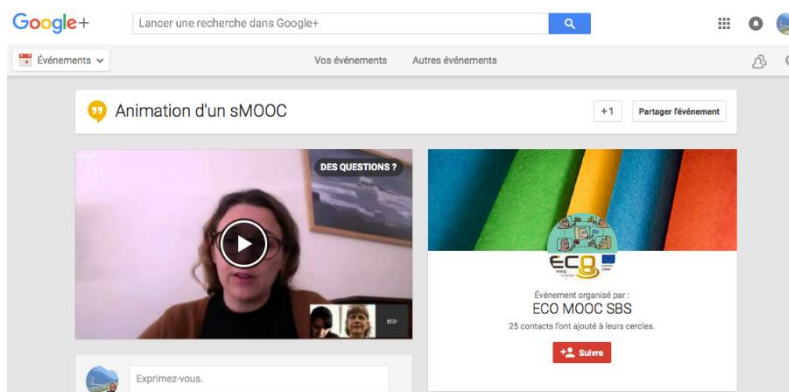 Google+
Lancer une recherche dans Google+
Événements
Vos événements
Autres événements
Animation d'un sMOOC
+1
Partager l'événement
DES QUESTIONS ?
eco
Événement organisé par :
ECO MOOC SBS
25 contacts l'ont ajouté à leurs cercles.
Suivre
Exprimez-vous.